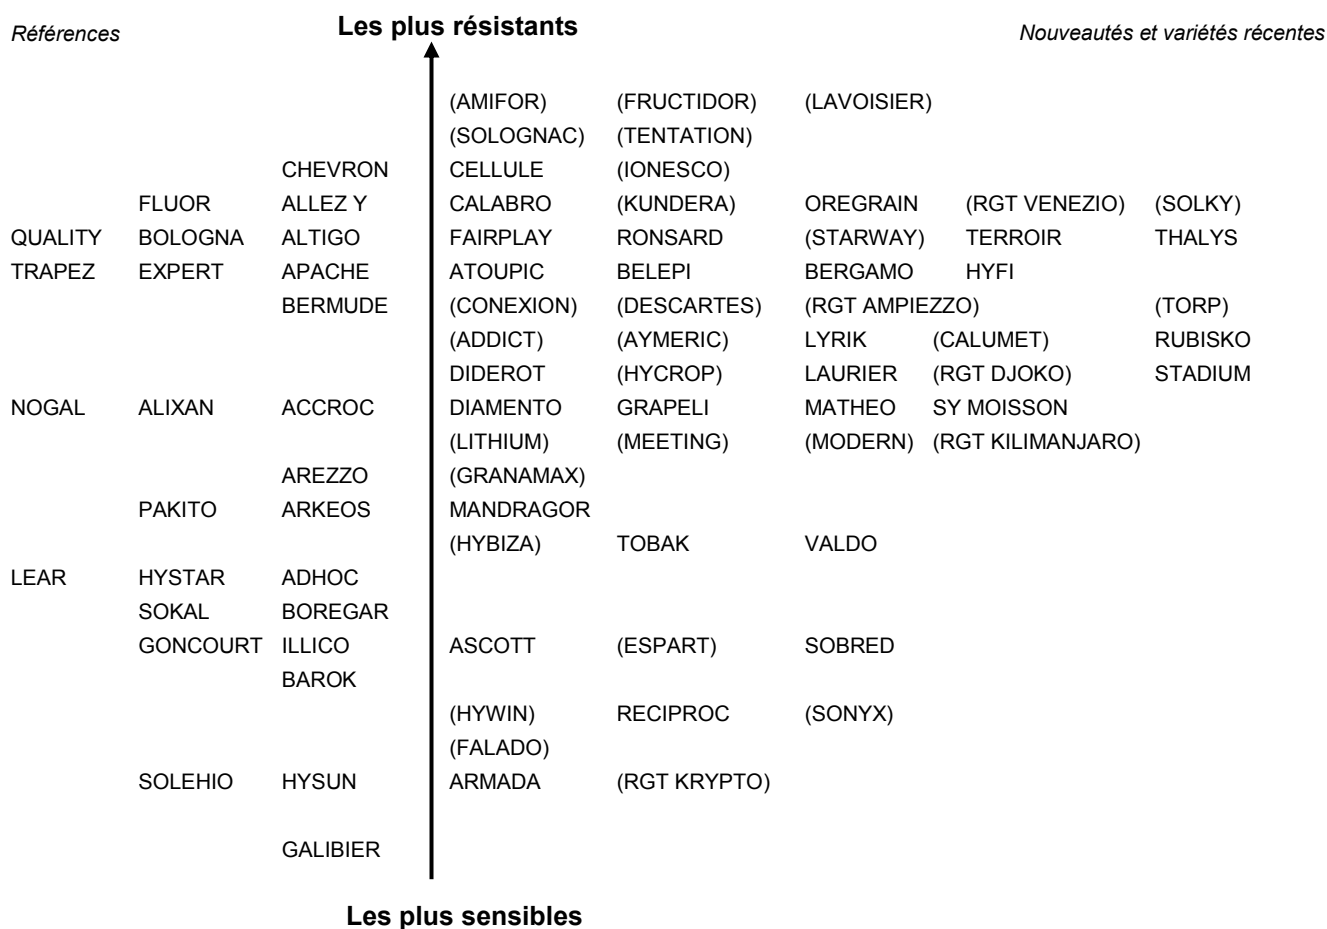 Références Les plus résistants Nouveautés et variétés récentes
(AMIFOR) (FRUCTIDOR) (LAVOISIER)
(SOLOGNAC) (TENTATION)
CHEVRON CELLULE (IONESCO)
FLUOR ALLEZ Y CALABRO (KUNDERA) OREGRAIN (RGT VENEZIO) (SOLKY)
QUALITY BOLOGNA ALTIGO FAIRPLAY RONSARD (STARWAY) TERROIR THALYS
TRAPEZ EXPERT APACHE ATOUPIC BELEPI BERGAMO HYFI
BERMUDE (CONEXION) (DESCARTES) (RGT AMPIEZZO) (TORP)
(ADDICT) (AYMERIC) LYRIK (CALUMET) RUBISKO
DIDEROT (HYCROP) LAURIER (RGT DJOKO) STADIUM
NOGAL ALIXAN ACCROC DIAMENTO GRAPELI MATHEO SY MOISSON
(LITHIUM) (MEETING) (MODERN) (RGT KILIMANJARO)
AREZZO (GRANAMAX)
PAKITO ARKEOS MANDRAGOR
(HYBIZA) TOBAK VALDO
LEAR HYSTAR ADHOC
SOKAL BOREGAR
GONCOURT ILLICO ASCOTT (ESPART) SOBRED
BAROK
(HYWIN) RECIPROC (SONYX)
(FALADO)
SOLEHIO HYSUN ARMADA (RGT KRYPTO)
GALIBIER
Les plus sensibles